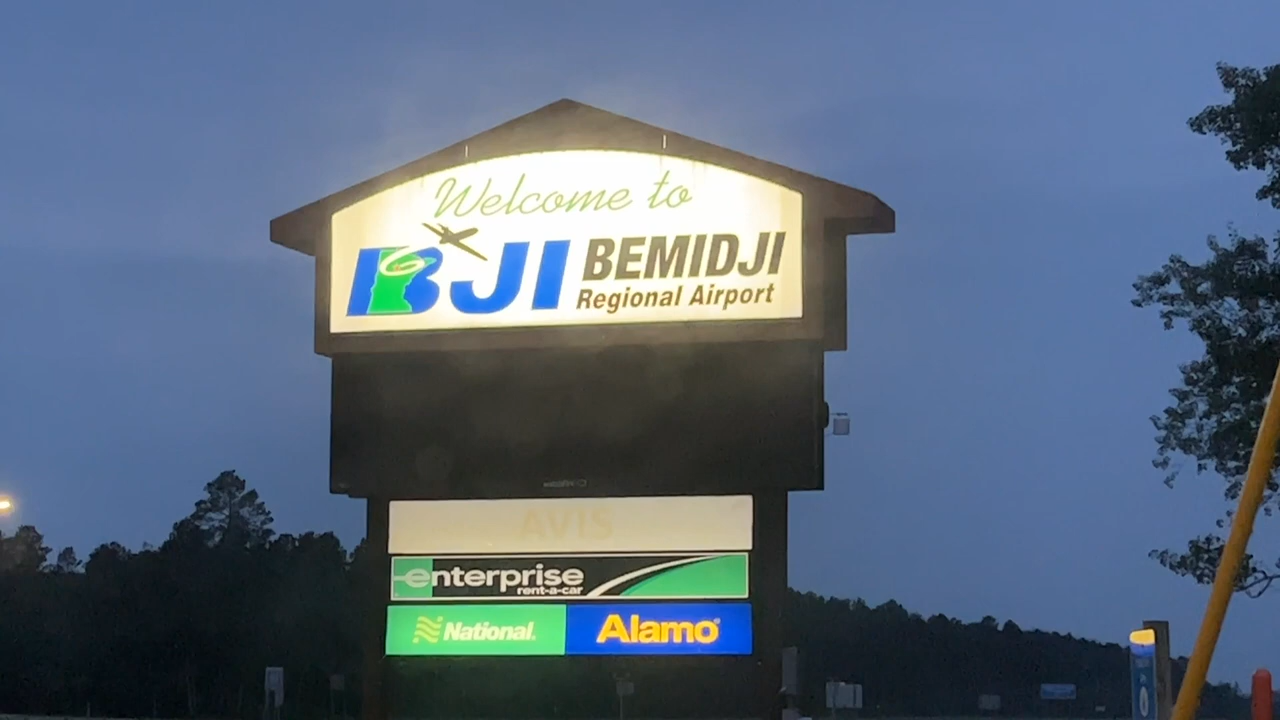 Welcome to
BJI BEMIDJI
Regional Airport
AVIS
enterprise
rent-a-car
National.
Alamo